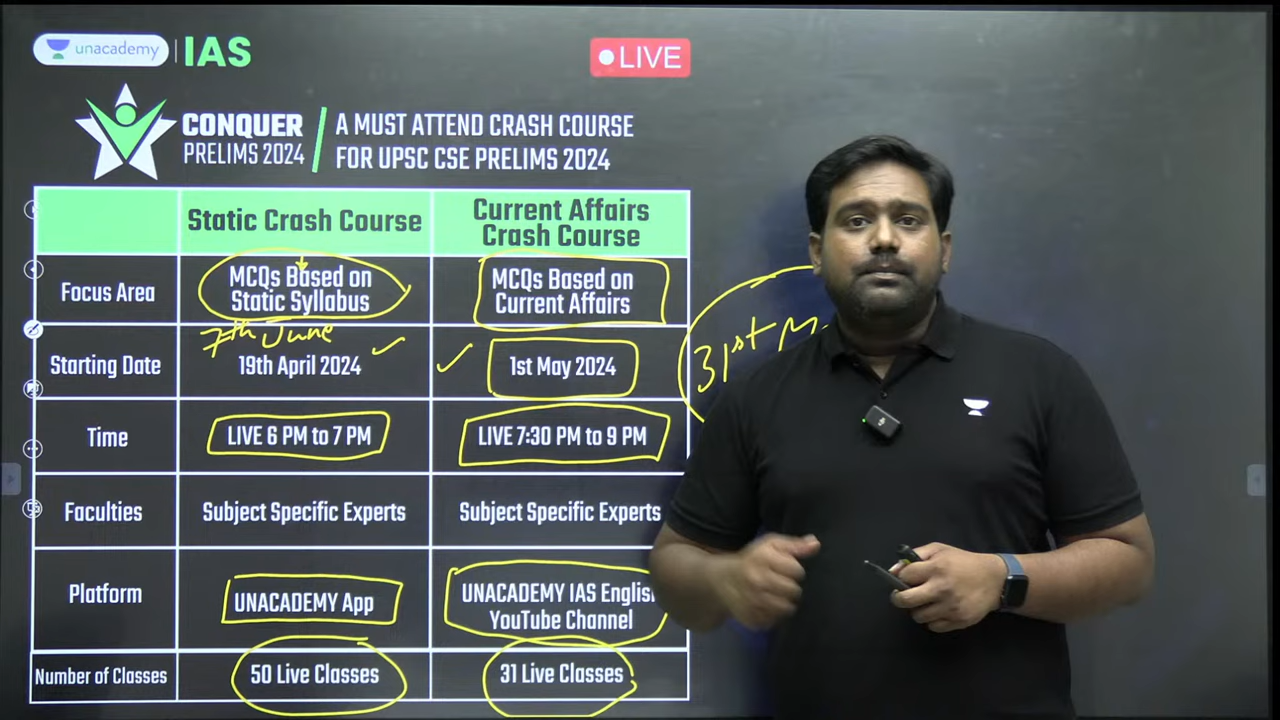 unacademy | IAS
LIVE
CONQUER
PRELIMS 2024
A MUST ATTEND CRASH COURSE
FOR UPSC CSE PRELIMS 2024
Static Crash Course
Current Affairs
Crash Course
Focus Area
MCQs Based on
Static Syllabus
MCQs Based on
Current Affairs
7th June
Starting Date
19th April 2024
1st May 2024
31st M
Time
LIVE 6 PM to 7 PM
LIVE 7:30 PM to 9 PM
Faculties
Subject Specific Experts
Subject Specific Experts
Platform
UNACADEMY App
UNACADEMY IAS English
YouTube Channel
Number of Classes
50 Live Classes
31 Live Classes